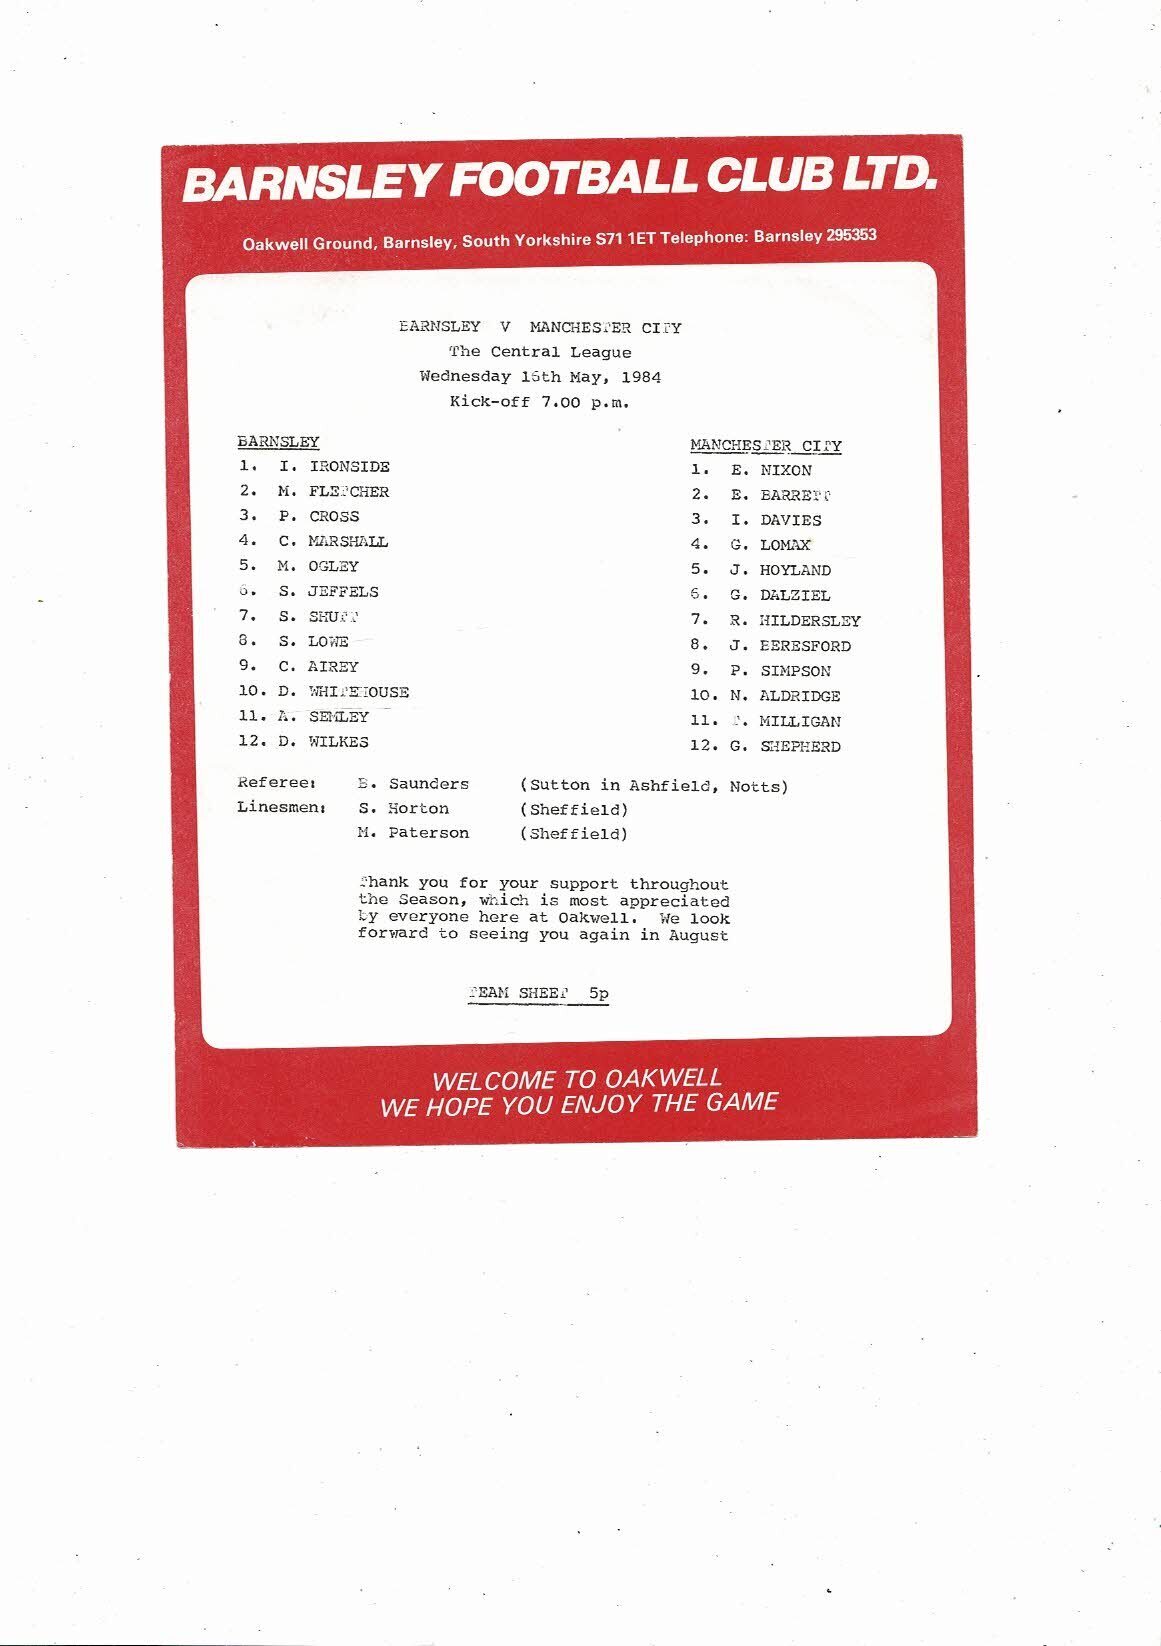 BARNSLEY FOOTBALL CLUB LTD.
Oakwell Ground, Barnsley, South Yorkshire S71 1ET Telephone: Barnsley 295353
BARNSLEY V MANCHESTER CITY
The Central League
Wednesday 16th May, 1984
Kick-off 7.00 p.m.
BARNSLEY
1. I. IRONSIDE
2. M. FLETCHER
3. P. CROSS
4. C. MARSHALL
5. M. OGLEY
6. S. JEFFELS
7. S. SHUTT
8. S. LOWE
9. C. AIREY
10. D. WHITEHOUSE
11. A. SEMLEY
12. D. WILKES
MANCHESTER CITY
1. E. NIXON
2. E. BARRETT
3. I. DAVIES
4. G. LOMAX
5. J. HOYLAND
6. G. DALZIEL
7. R. HILDERSLEY
8. J. BERESFORD
9. P. SIMPSON
10. N. ALDRIDGE
11. T. MILLIGAN
12. G. SHEPHERD
Referee: B. Saunders (Sutton in Ashfield, Notts)
Linesmen: S. Horton (Sheffield)
M. Paterson (Sheffield)
Thank you for your support throughout
the Season, which is most appreciated
by everyone here at Oakwell. We look
forward to seeing you again in August
TEAM SHEET 5p
WELCOME TO OAKWELL
WE HOPE YOU ENJOY THE GAME